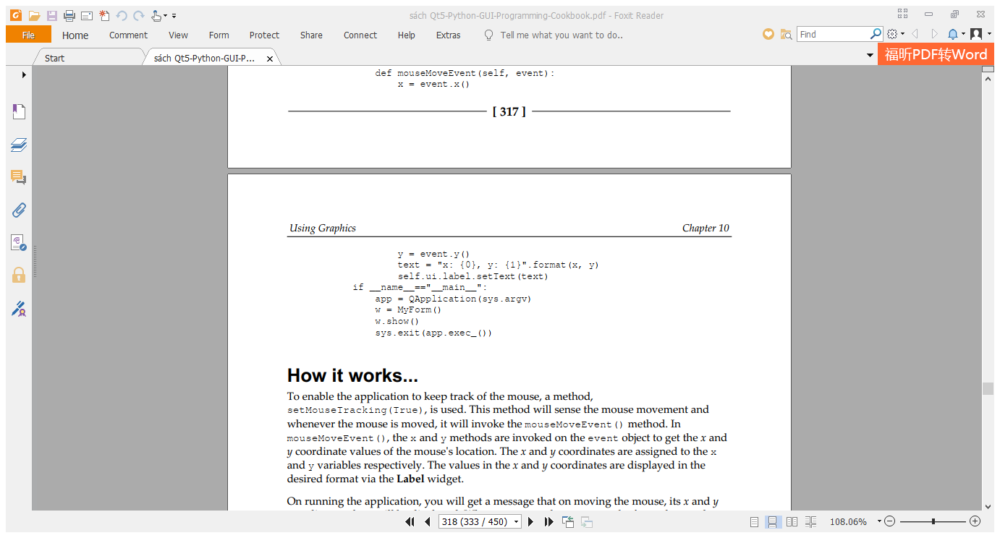 sách Qt5-Python-GUI-Programming-Cookbook.pdf - Foxit Reader
File Home Comment View Form Protect Share Connect Help Extras Tell me what you want to do.. Find
Start sách Qt5-Python-GUI-P... 福昕PDF转Word
def mouseMoveEvent(self, event):
x = event.x()
[ 317 ]
Using Graphics Chapter 10
y = event.y()
text = "x: {0}, y: {1}".format(x, y)
self.ui.label.setText(text)
if __name__=="__main__":
app = QApplication(sys.argv)
w = MyForm()
w.show()
sys.exit(app.exec_())
How it works...
To enable the application to keep track of the mouse, a method,
setMouseTracking(True), is used. This method will sense the mouse movement and
whenever the mouse is moved, it will invoke the mouseMoveEvent() method. In
mouseMoveEvent(), the x and y methods are invoked on the event object to get the x and
y coordinate values of the mouse's location. The x and y coordinates are assigned to the x
and y variables respectively. The values in the x and y coordinates are displayed in the
desired format via the Label widget.
On running the application, you will get a message that on moving the mouse, its x and y
318 (333 / 450) 108.06%